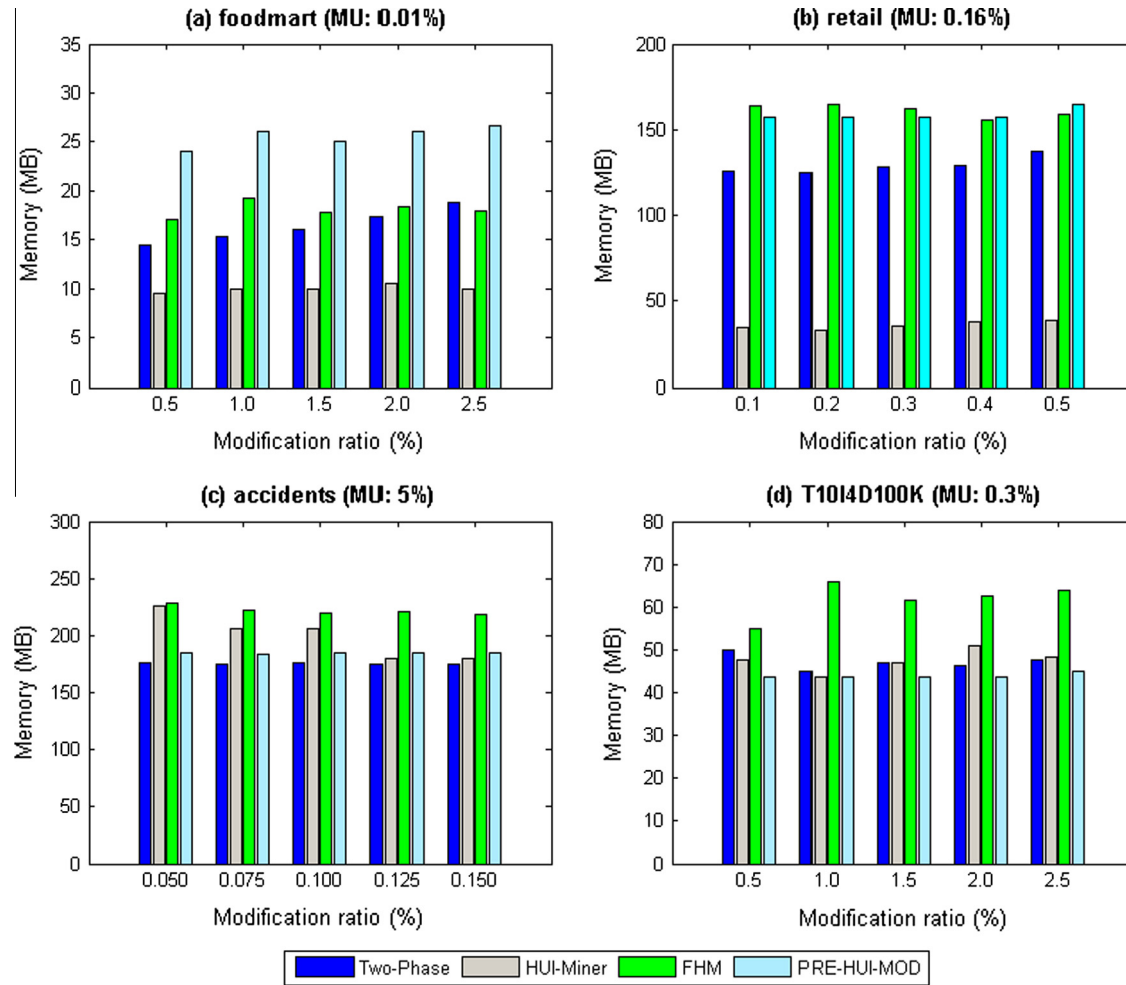 (a) foodmart (MU: 0.01%)
35
30
25
20
15
10
5
0
Memory (MB)
0.5 1.0 1.5 2.0 2.5
Modification ratio (%)
(b) retail (MU: 0.16%)
200
150
100
50
0
Memory (MB)
0.1 0.2 0.3 0.4 0.5
Modification ratio (%)
(c) accidents (MU: 5%)
300
250
200
150
100
50
0
Memory (MB)
0.050 0.075 0.100 0.125 0.150
Modification ratio (%)
(d) T10I4D100K (MU: 0.3%)
80
70
60
50
40
30
20
10
0
Memory (MB)
0.5 1.0 1.5 2.0 2.5
Modification ratio (%)
Two-Phase HUI-Miner FHM PRE-HUI-MOD